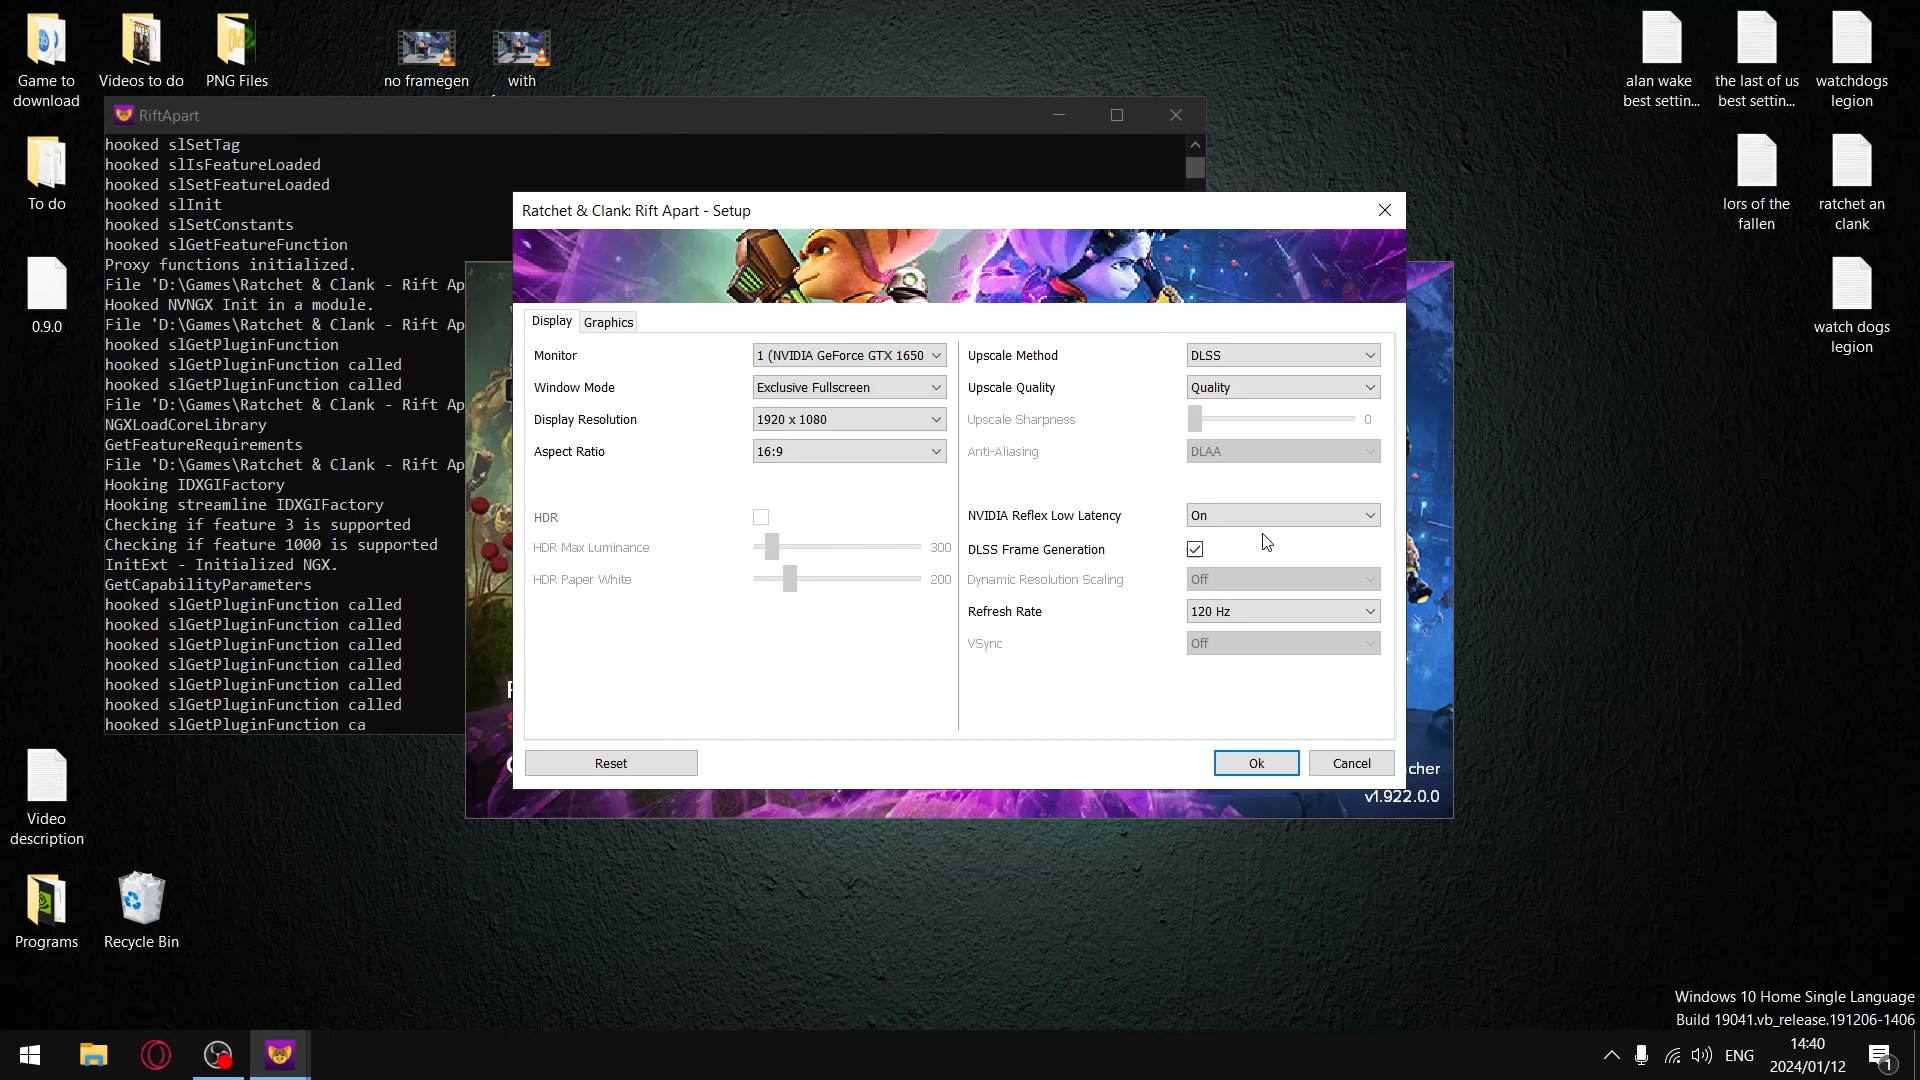 Game to
download
Videos to do
PNG Files
no framegen
with
alan wake
best settin...
the last of us
best settin...
watchdogs
legion
To do
lors of the
fallen
ratchet an
clank
0.9.0
watch dogs
legion
Video
description
Programs
Recycle Bin
RiftApart
hooked slSetTag
hooked slIsFeatureLoaded
hooked slSetFeatureLoaded
hooked slInit
hooked slSetConstants
hooked slGetFeatureFunction
Proxy functions initialized.
File 'D:\Games\Ratchet & Clank - Rift Ap
Hooked NVNGX Init in a module.
File 'D:\Games\Ratchet & Clank - Rift Ap
hooked slGetPluginFunction
hooked slGetPluginFunction called
hooked slGetPluginFunction called
File 'D:\Games\Ratchet & Clank - Rift Ap
NGXLoadCoreLibrary
GetFeatureRequirements
File 'D:\Games\Ratchet & Clank - Rift Ap
Hooking IDXGIFactory
Hooking streamline IDXGIFactory
Checking if feature 3 is supported
Checking if feature 1000 is supported
InitExt - Initialized NGX.
GetCapabilityParameters
hooked slGetPluginFunction called
hooked slGetPluginFunction called
hooked slGetPluginFunction called
hooked slGetPluginFunction called
hooked slGetPluginFunction called
hooked slGetPluginFunction called
hooked slGetPluginFunction ca
Ratchet & Clank: Rift Apart - Setup
Display
Graphics
Monitor
1 (NVIDIA GeForce GTX 1650
Window Mode
Exclusive Fullscreen
Display Resolution
1920 x 1080
Aspect Ratio
16:9
HDR
HDR Max Luminance
300
HDR Paper White
200
Upscale Method
DLSS
Upscale Quality
Quality
Upscale Sharpness
0
Anti-Aliasing
DLAA
NVIDIA Reflex Low Latency
On
DLSS Frame Generation
Dynamic Resolution Scaling
Off
Refresh Rate
120 Hz
VSync
Off
Reset
Ok
Cancel
cher
v1.922.0.0
Windows 10 Home Single Language
Build 19041.vb_release.191206-1406
ENG
14:40
2024/01/12
1